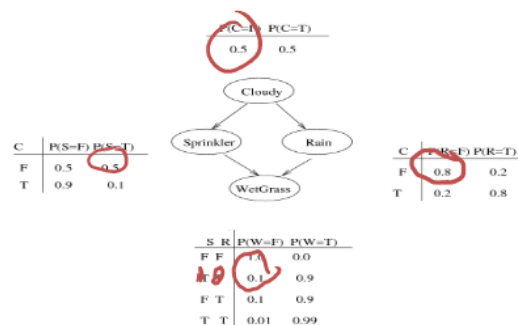 P(C=F) P(C=T)
0.5 0.5
Cloudy
C P(S=F) P(S=T)
F 0.5 0.5
T 0.9 0.1
Sprinkler
Rain
C P(R=F) P(R=T)
F 0.8 0.2
T 0.2 0.8
WetGrass
S R P(W=F) P(W=T)
F F 1.0 0.0
0.1 0.9
F T 0.1 0.9
T T 0.01 0.99